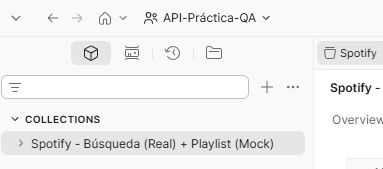 API-Práctica-QA
Spotify
COLLECTIONS
Spotify -
Spotify - Búsqueda (Real) + Playlist (Mock)
Overview